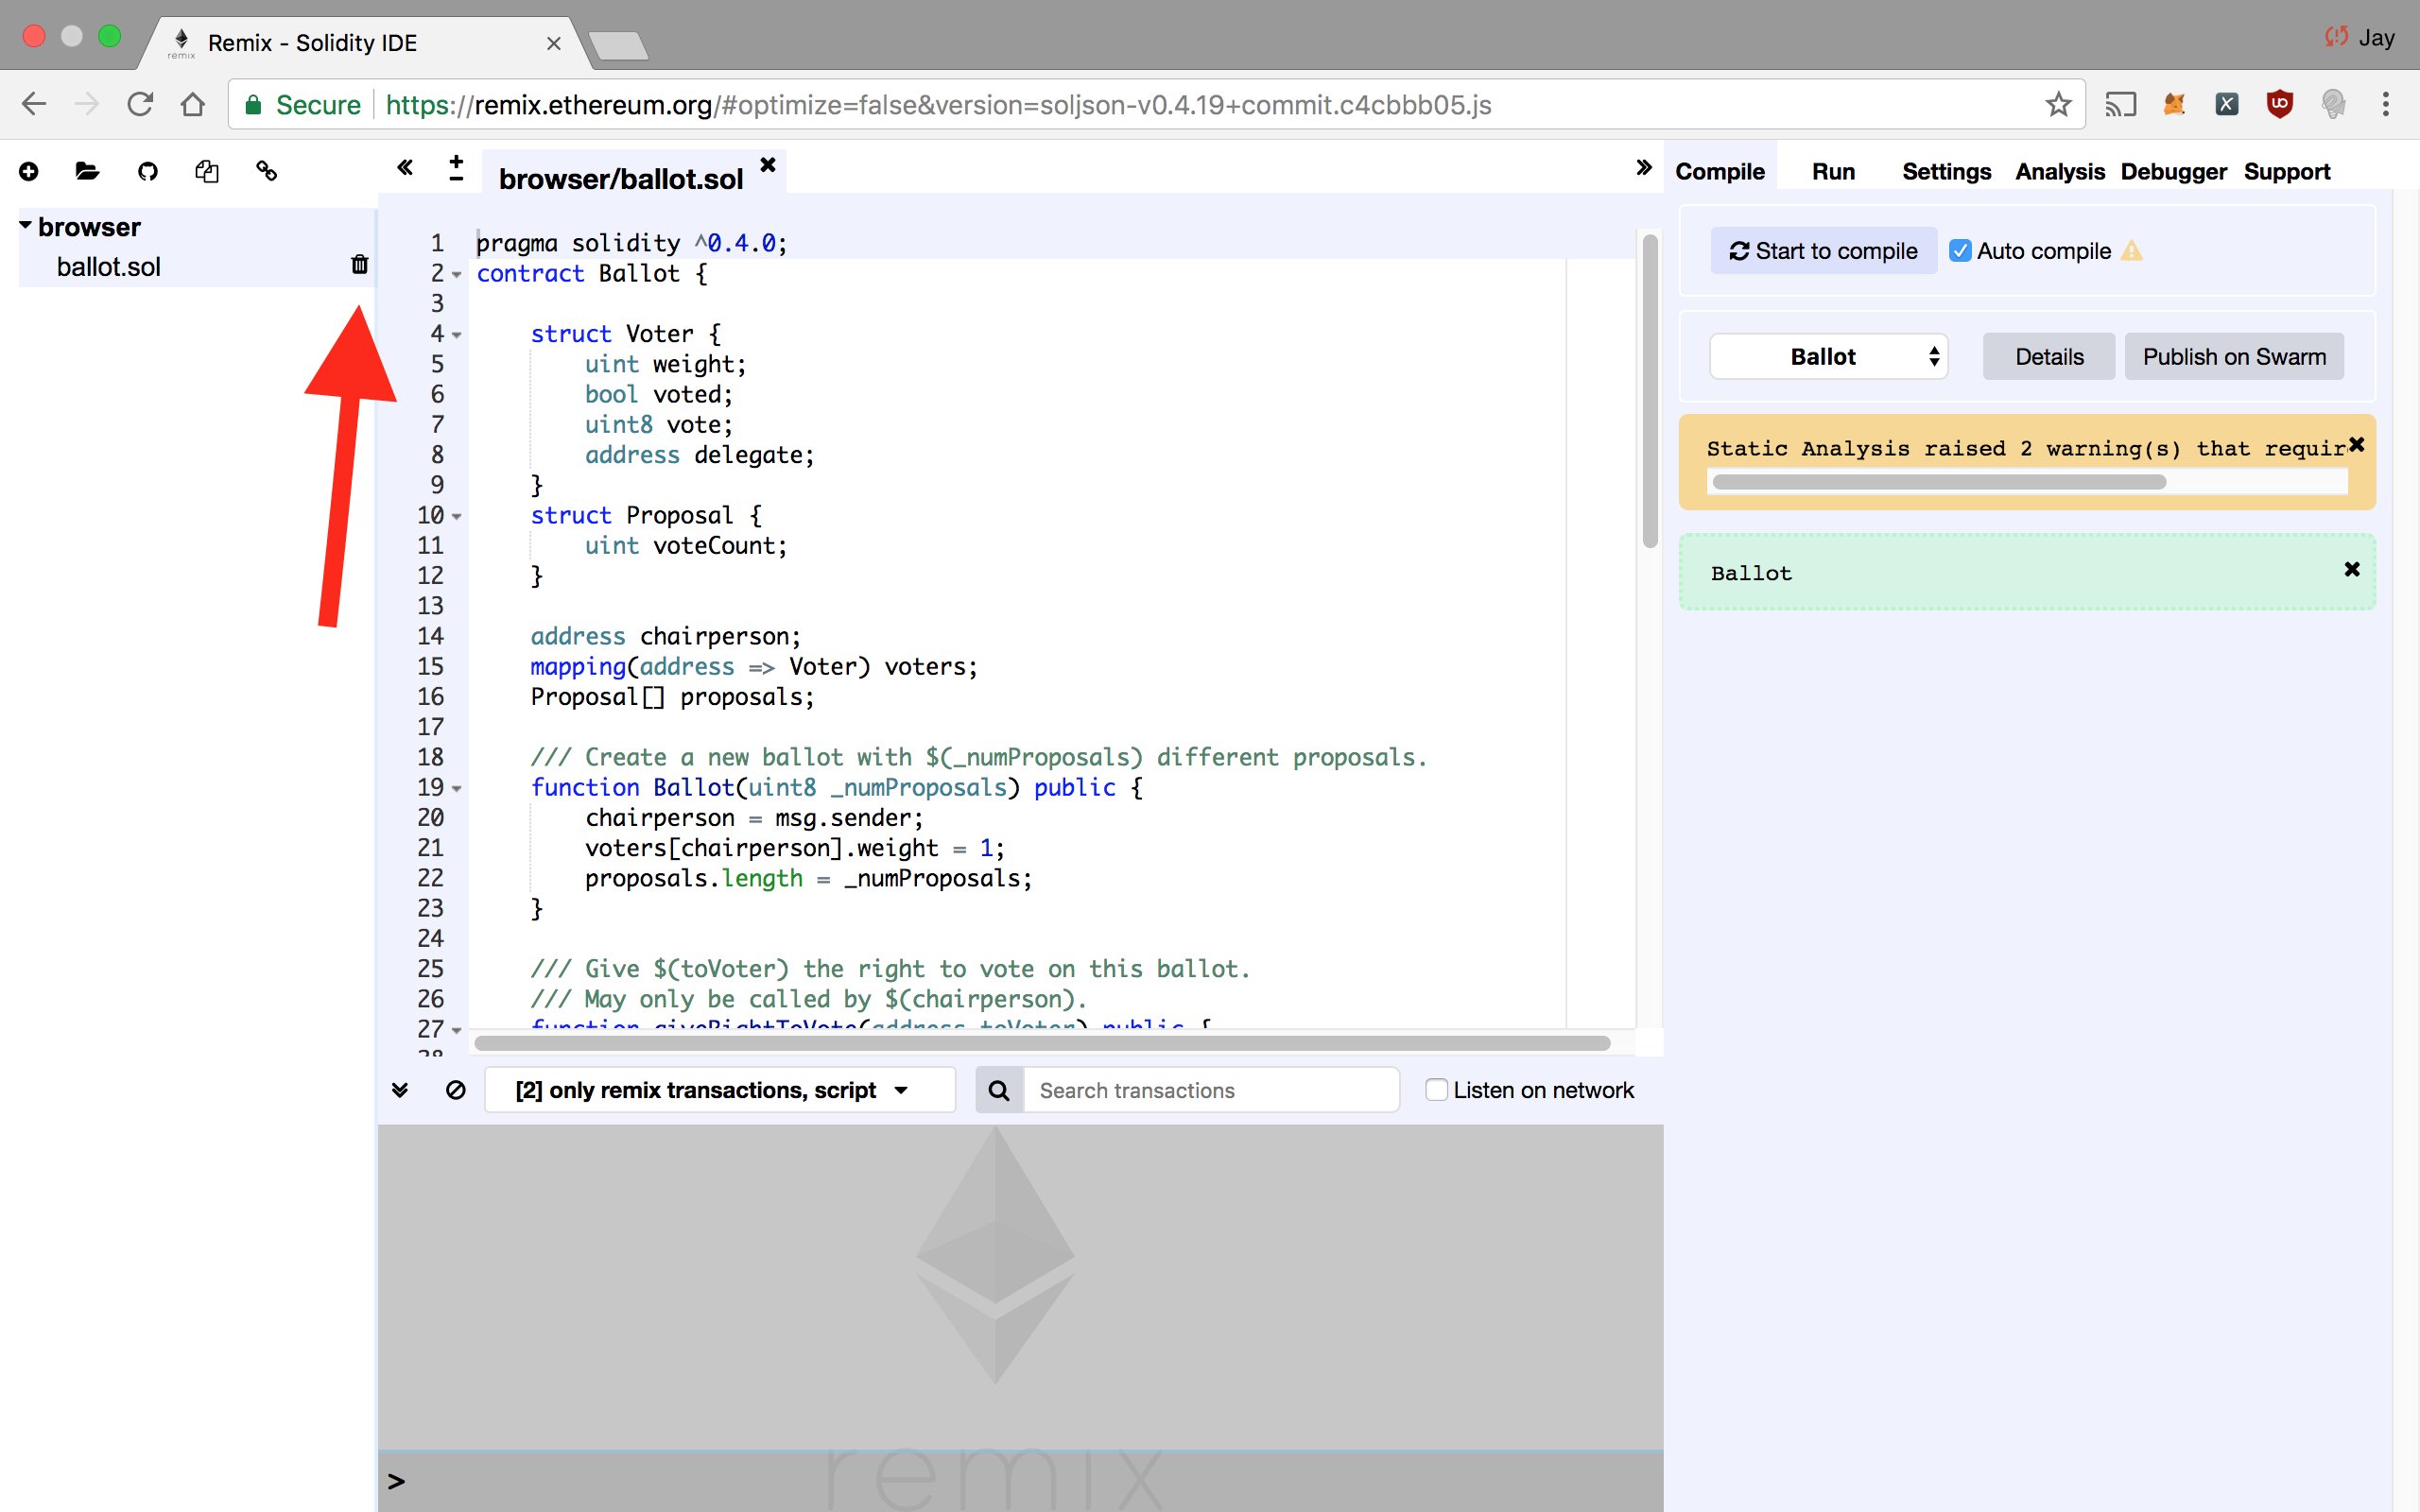 Remix - Solidity IDE
remix
Jay
Secure https://remix.ethereum.org/#optimize=false&version=soljson-v0.4.19+commit.c4cbbb05.js
browser
ballot.sol
browser/ballot.sol
Compile Run Settings Analysis Debugger Support
1 pragma solidity ^0.4.0;
2 contract Ballot {
3
4 struct Voter {
5 uint weight;
6 bool voted;
7 uint8 vote;
8 address delegate;
9 }
10 struct Proposal {
11 uint voteCount;
12 }
13
14 address chairperson;
15 mapping(address => Voter) voters;
16 Proposal[] proposals;
17
18 /// Create a new ballot with $(_numProposals) different proposals.
19 function Ballot(uint8 _numProposals) public {
20 chairperson = msg.sender;
21 voters[chairperson].weight = 1;
22 proposals.length = _numProposals;
23 }
24
25 /// Give $(toVoter) the right to vote on this ballot.
26 /// May only be called by $(chairperson).
27 function giveRightToVote(address toVoter) public {
28
Start to compile Auto compile
Ballot Details Publish on Swarm
Static Analysis raised 2 warning(s) that requir
Ballot
[2] only remix transactions, script
Search transactions
Listen on network
>
remix